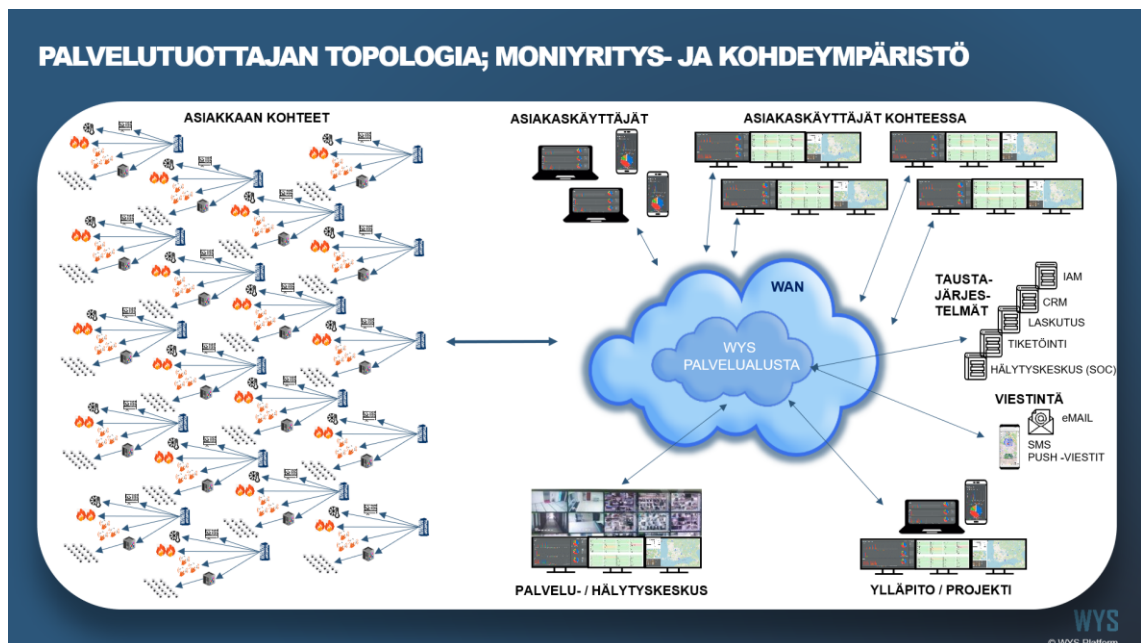 PALVELUTUOTTAJAN TOPOLOGIA; MONIYRITYS- JA KOHDEYMPÄRISTÖ
ASIAKKAAN KOHTEET
ASIAKASKÄYTTÄJÄT
ASIAKASKÄYTTÄJÄT KOHTEESSA
WAN
WYS
PALVELUALUSTA
TAUSTA-
JÄRJES-
TELMÄT
IAM
CRM
LASKUTUS
TIKETÖINTI
HÄLYTYSKESKUS (SOC)
VIESTINTÄ
eMAIL
SMS
PUSH -VIESTIT
PALVELU- / HÄLYTYSKESKUS
YLLÄPITO / PROJEKTI
WYS
© WYS Platform